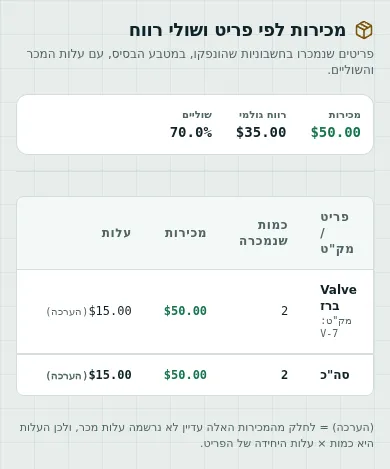 מכירות לפי פריט ושולי רווח
פריטים שנמכרו בחשבוניות שהונפקו, במטבע הבסיס, עם עלות המכר
והשוליים.
מכירות רווח גולמי שוליים
$50.00 $35.00 70.0%
פריט / מק"ט כמות שנמכרה מכירות עלות
Valve ברז
מק"ט: V-7
2 $50.00 $15.00 (הערכה)
סה"כ 2 $50.00 $15.00 (הערכה)
(הערכה) = לחלק מהמכירות האלה עדיין לא נרשמה עלות מכר, ולכן העלות
היא כמות × עלות היחידה של הפריט.